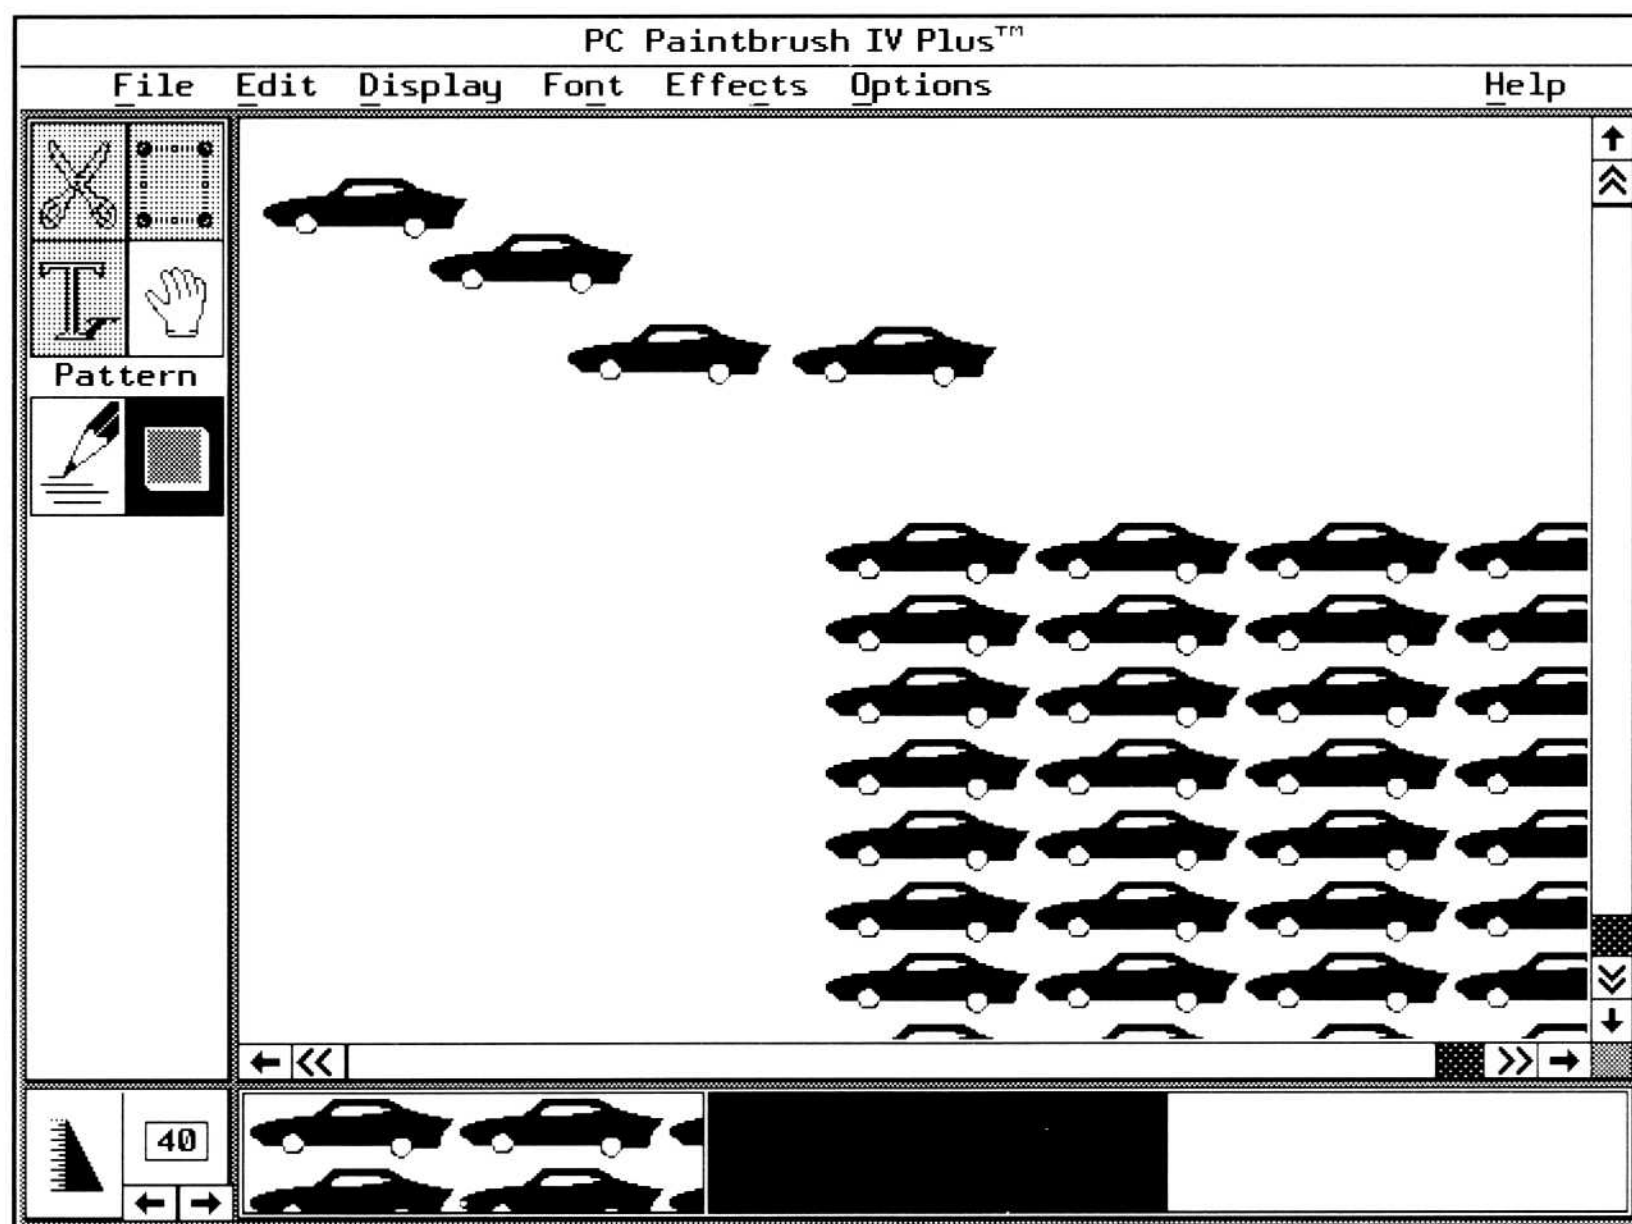 PC Paintbrush IV Plus™
File Edit Display Font Effects Options Help
Pattern
40